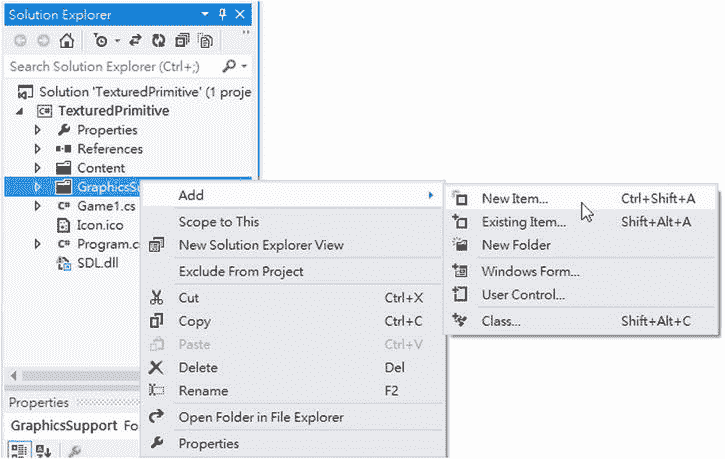 Solution Explorer
Search Solution Explorer (Ctrl+;)
Solution 'TexturedPrimitive' (1 proje
C# TexturedPrimitive
Properties
References
Content
GraphicsSu
C# Game1.cs
Icon.ico
C# Program.c
SDL.dll
Add
Scope to This
New Solution Explorer View
Exclude From Project
Cut Ctrl+X
Copy Ctrl+C
Paste Ctrl+V
Delete Del
Rename F2
Open Folder in File Explorer
Properties
New Item... Ctrl+Shift+A
Existing Item... Shift+Alt+A
New Folder
Windows Form...
User Control...
Class... Shift+Alt+C
Properties
GraphicsSupport Fo